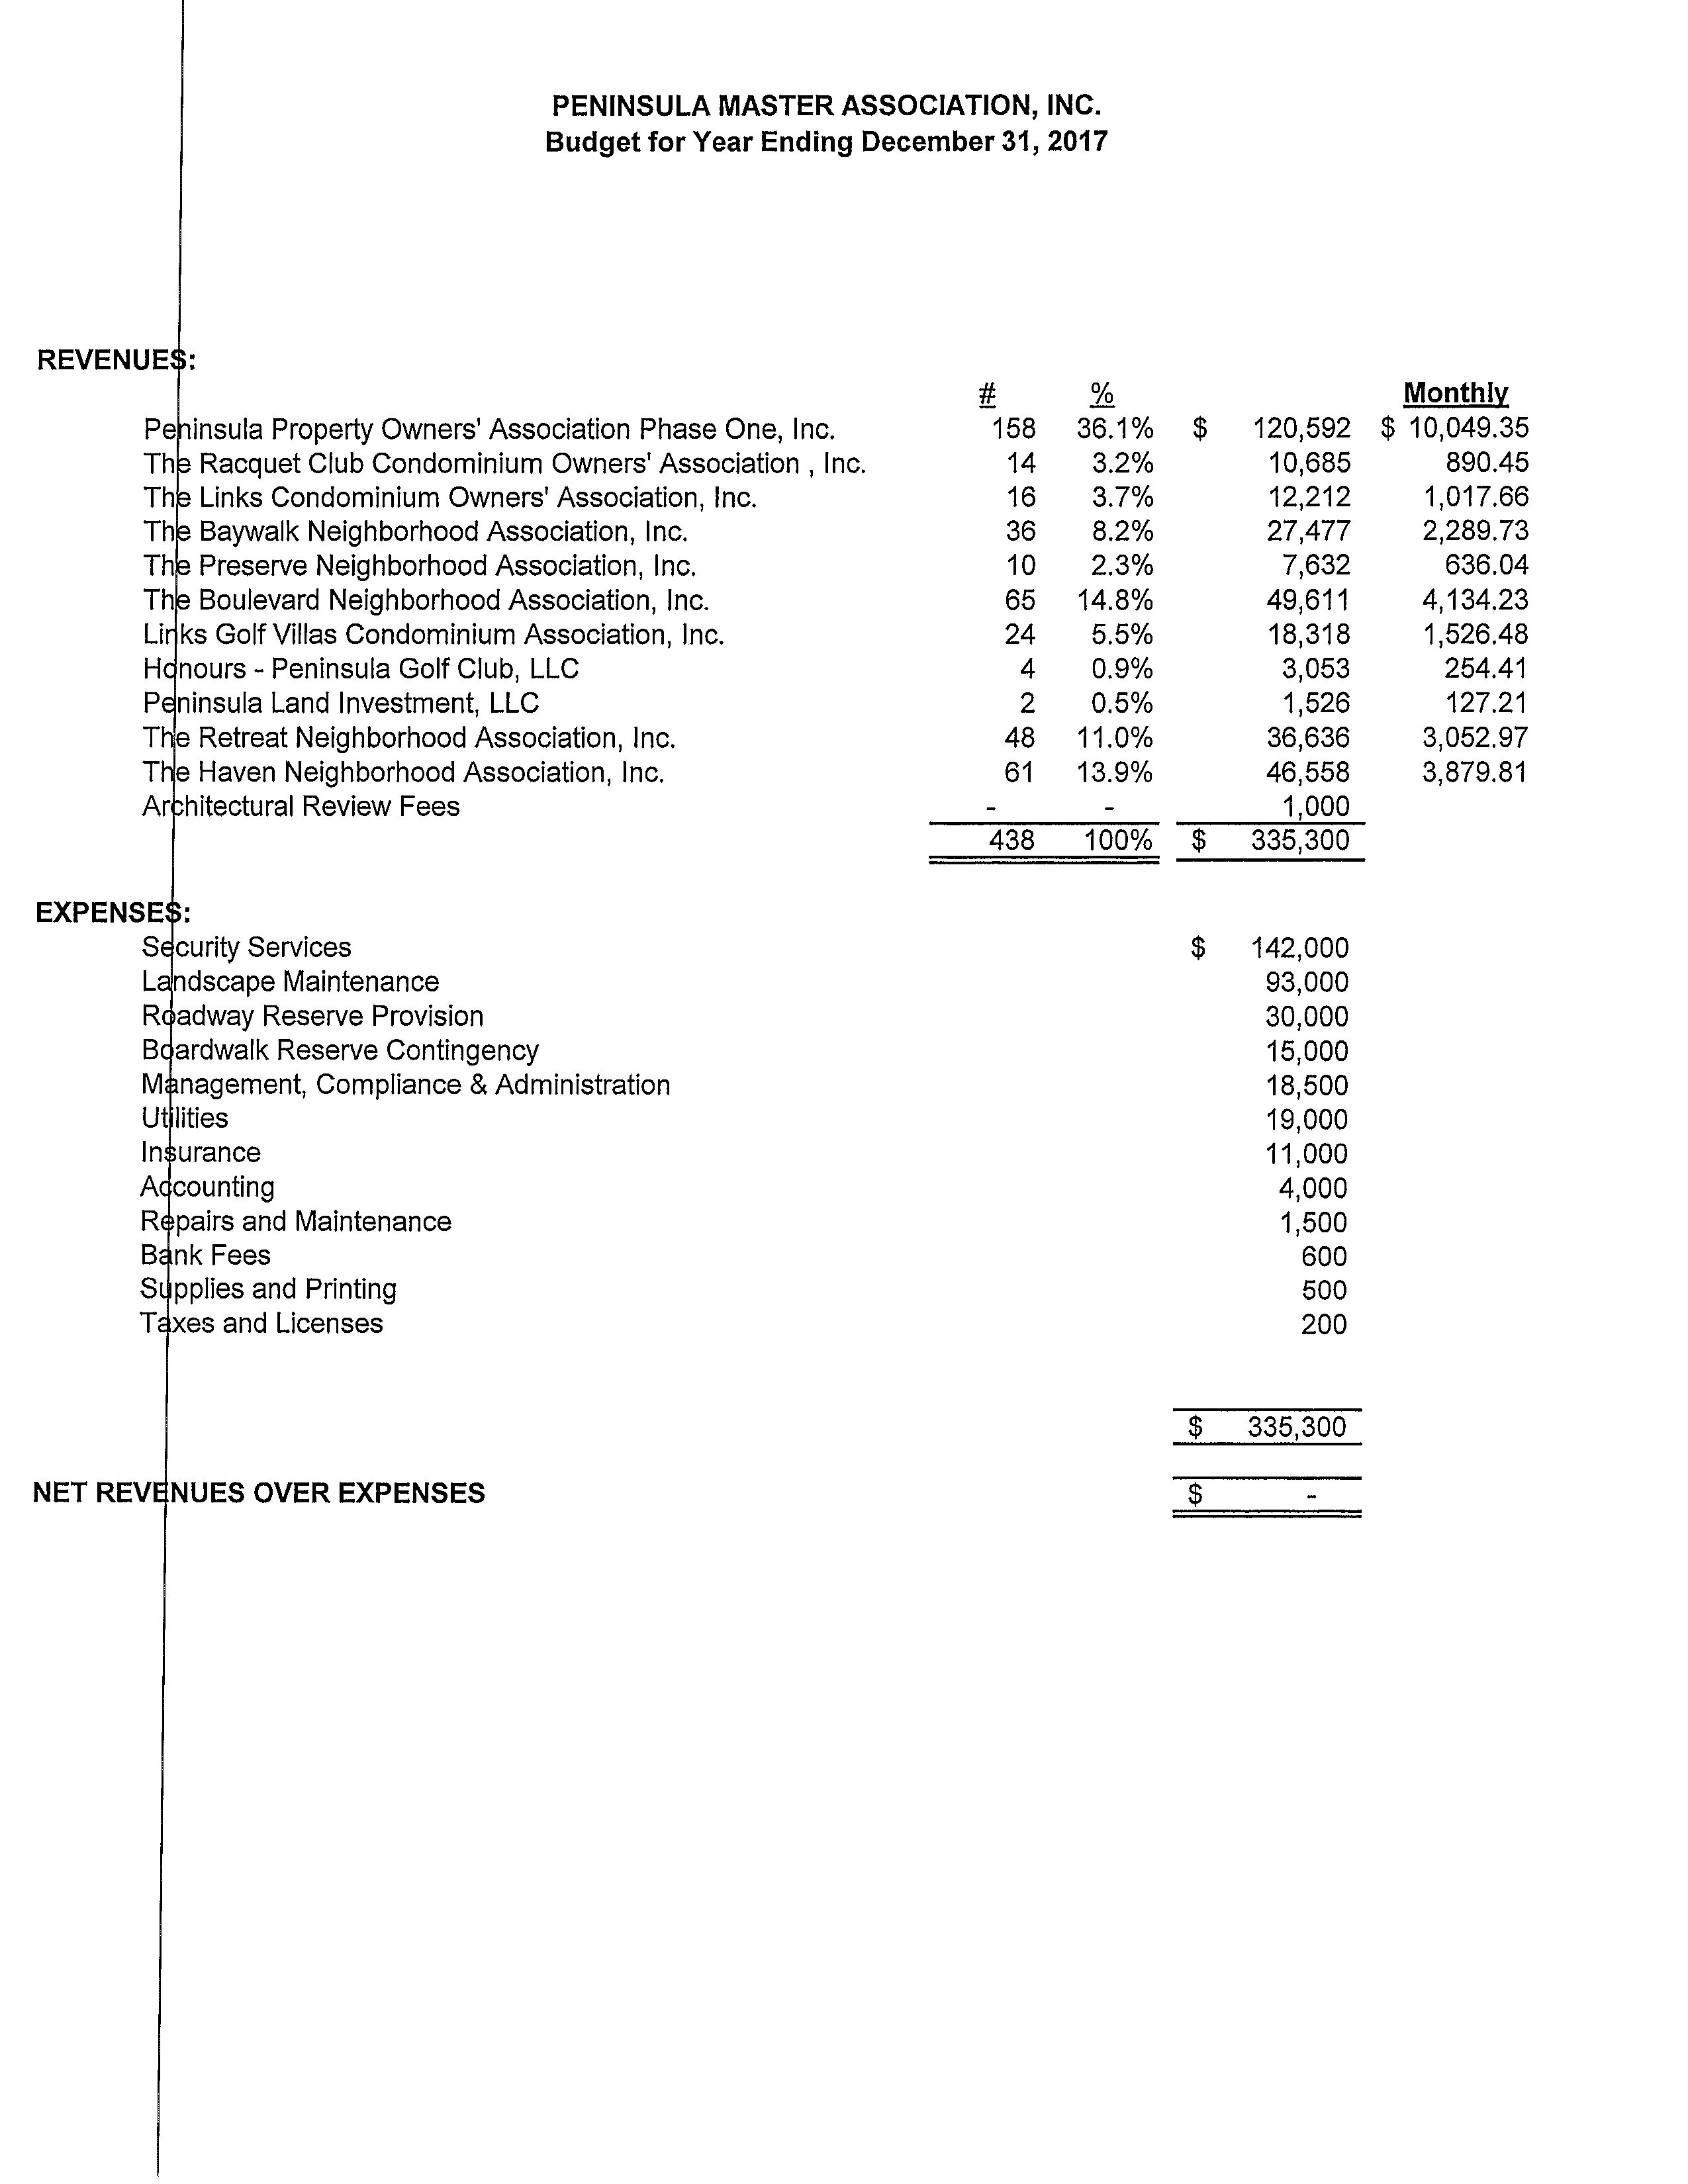 PENINSULA MASTER ASSOCIATION, INC.
Budget for Year Ending December 31, 2017
REVENUES:
# % Monthly
Peninsula Property Owners' Association Phase One, Inc. 158 36.1% $ 120,592 $ 10,049.35
The Racquet Club Condominium Owners' Association , Inc. 14 3.2% 10,685 890.45
The Links Condominium Owners' Association, Inc. 16 3.7% 12,212 1,017.66
The Baywalk Neighborhood Association, Inc. 36 8.2% 27,477 2,289.73
The Preserve Neighborhood Association, Inc. 10 2.3% 7,632 636.04
The Boulevard Neighborhood Association, Inc. 65 14.8% 49,611 4,134.23
Links Golf Villas Condominium Association, Inc. 24 5.5% 18,318 1,526.48
Honours - Peninsula Golf Club, LLC 4 0.9% 3,053 254.41
Peninsula Land Investment, LLC 2 0.5% 1,526 127.21
The Retreat Neighborhood Association, Inc. 48 11.0% 36,636 3,052.97
The Haven Neighborhood Association, Inc. 61 13.9% 46,558 3,879.81
Architectural Review Fees - - 1,000
438 100% $ 335,300
EXPENSES:
Security Services $ 142,000
Landscape Maintenance 93,000
Roadway Reserve Provision 30,000
Boardwalk Reserve Contingency 15,000
Management, Compliance & Administration 18,500
Utilities 19,000
Insurance 11,000
Accounting 4,000
Repairs and Maintenance 1,500
Bank Fees 600
Supplies and Printing 500
Taxes and Licenses 200
$ 335,300
NET REVENUES OVER EXPENSES $ -